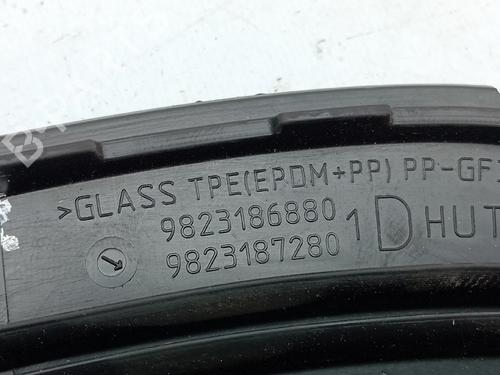 >GLASS TPE(EPDM+PP) PP-GF
9823186880
9823187280
1 D HUT